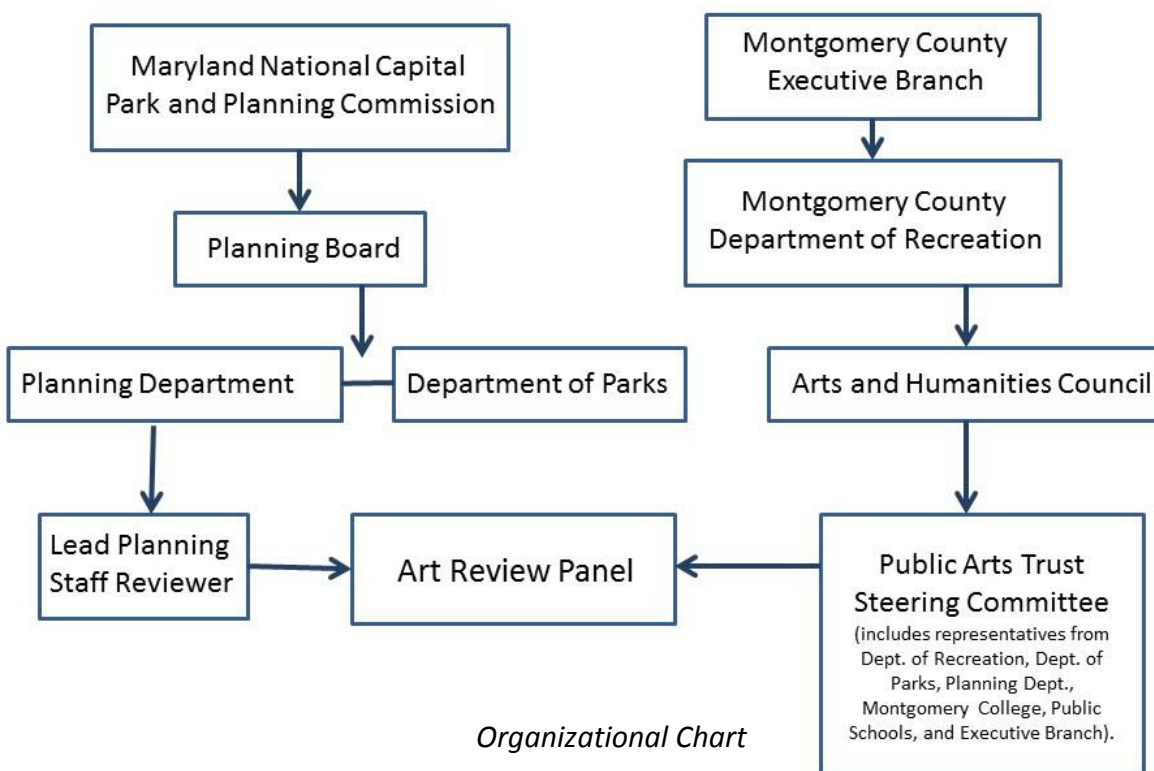 Maryland National Capital
Park and Planning Commission
Montgomery County
Executive Branch
Planning Board
Montgomery County
Department of Recreation
Planning Department
Department of Parks
Arts and Humanities Council
Lead Planning
Staff Reviewer
Art Review Panel
Public Arts Trust
Steering Committee
(includes representatives from
Dept. of Recreation, Dept. of
Parks, Planning Dept.,
Montgomery College, Public
Schools, and Executive Branch).
Organizational Chart